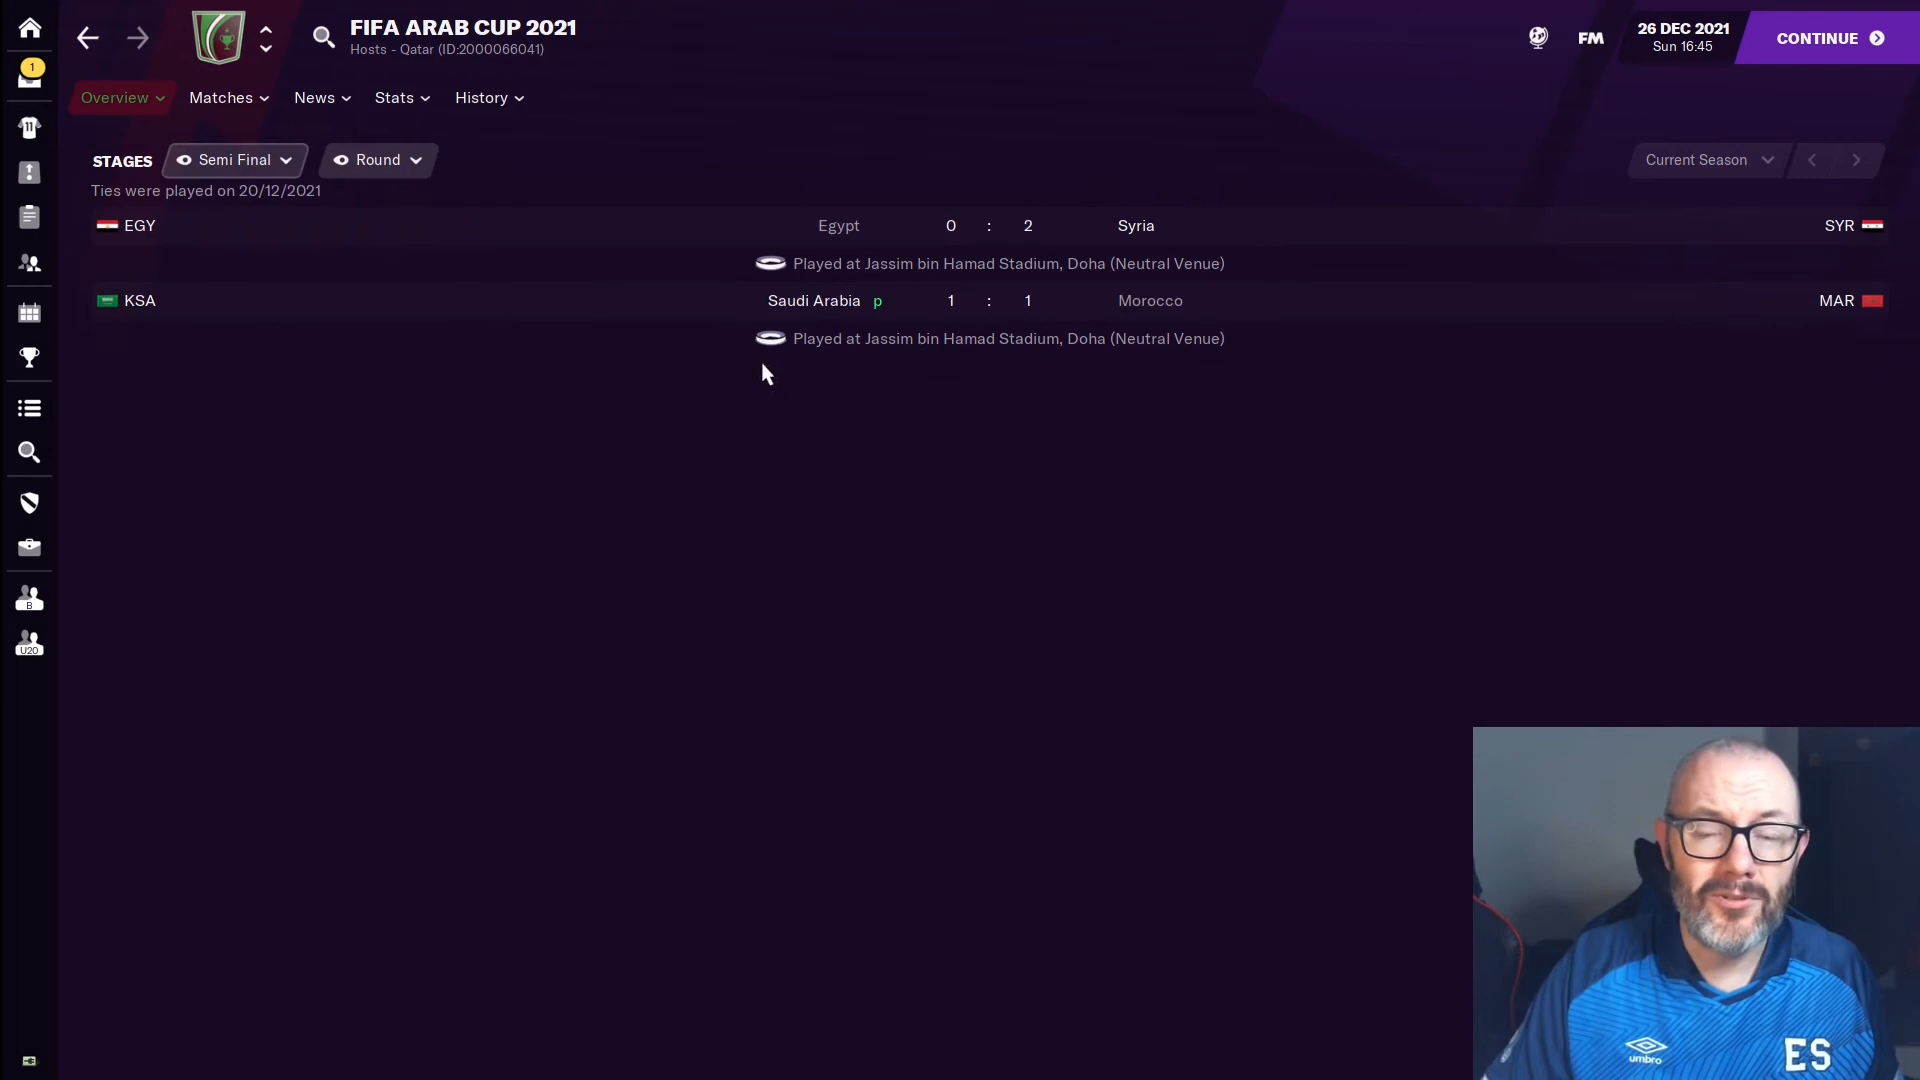 FIFA ARAB CUP 2021
Hosts - Qatar (ID:2000066041)
FM
26 DEC 2021
Sun 16:45
CONTINUE
1
Overview
Matches
News
Stats
History
11
STAGES
Semi Final
Round
Current Season
Ties were played on 20/12/2021
EGY
Egypt
0 : 2
Syria
SYR
Played at Jassim bin Hamad Stadium, Doha (Neutral Venue)
KSA
Saudi Arabia p
1 : 1
Morocco
MAR
Played at Jassim bin Hamad Stadium, Doha (Neutral Venue)
B
U20
umbro
ES